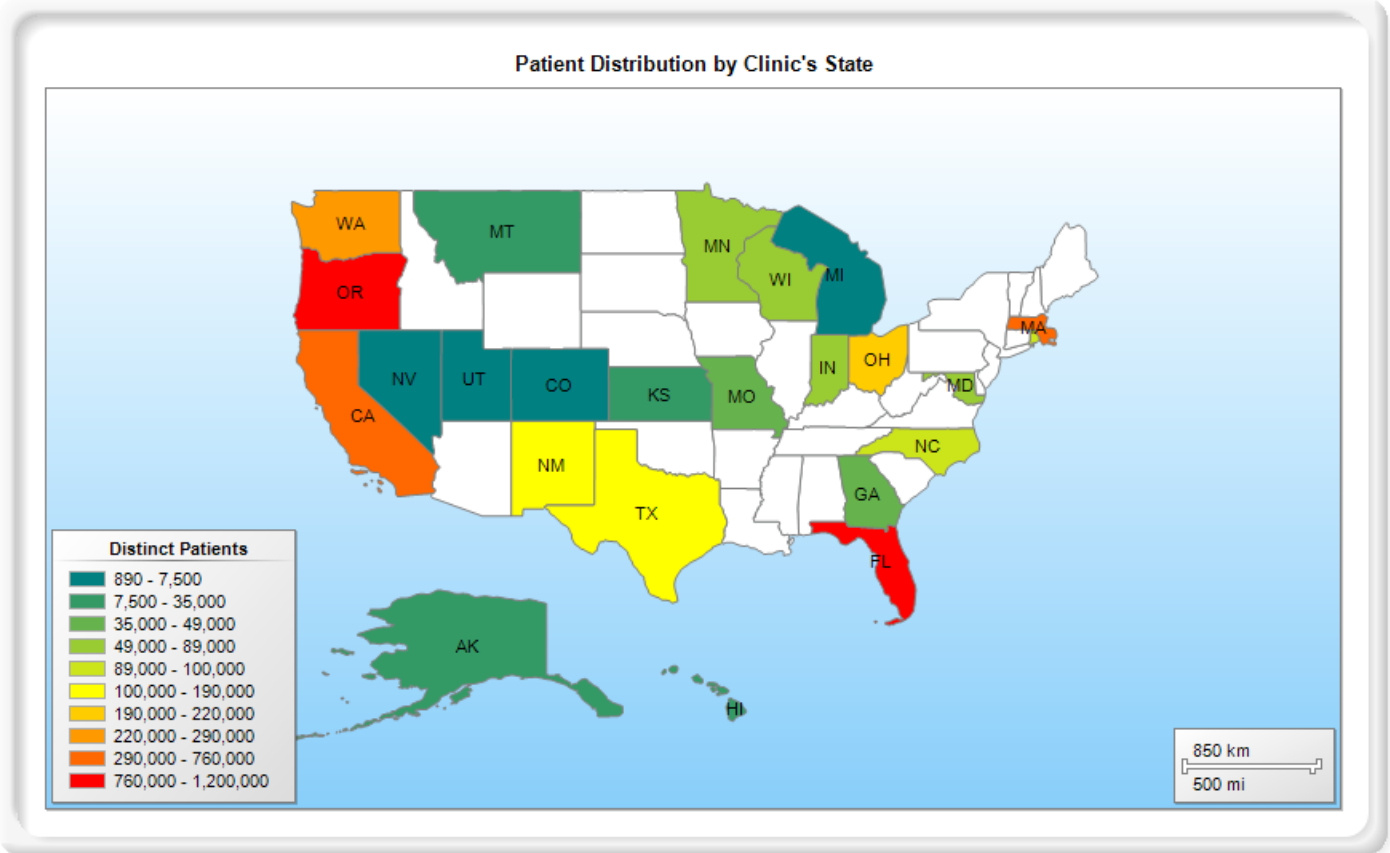 Patient Distribution by Clinic's State
WA
MT
MN
OR
WI
MI
MA
NV
UT
CO
KS
MO
IN
OH
MD
CA
NM
TX
NC
GA
FL
AK
HI
Distinct Patients
890 - 7,500
7,500 - 35,000
35,000 - 49,000
49,000 - 89,000
89,000 - 100,000
100,000 - 190,000
190,000 - 220,000
220,000 - 290,000
290,000 - 760,000
760,000 - 1,200,000
850 km
500 mi